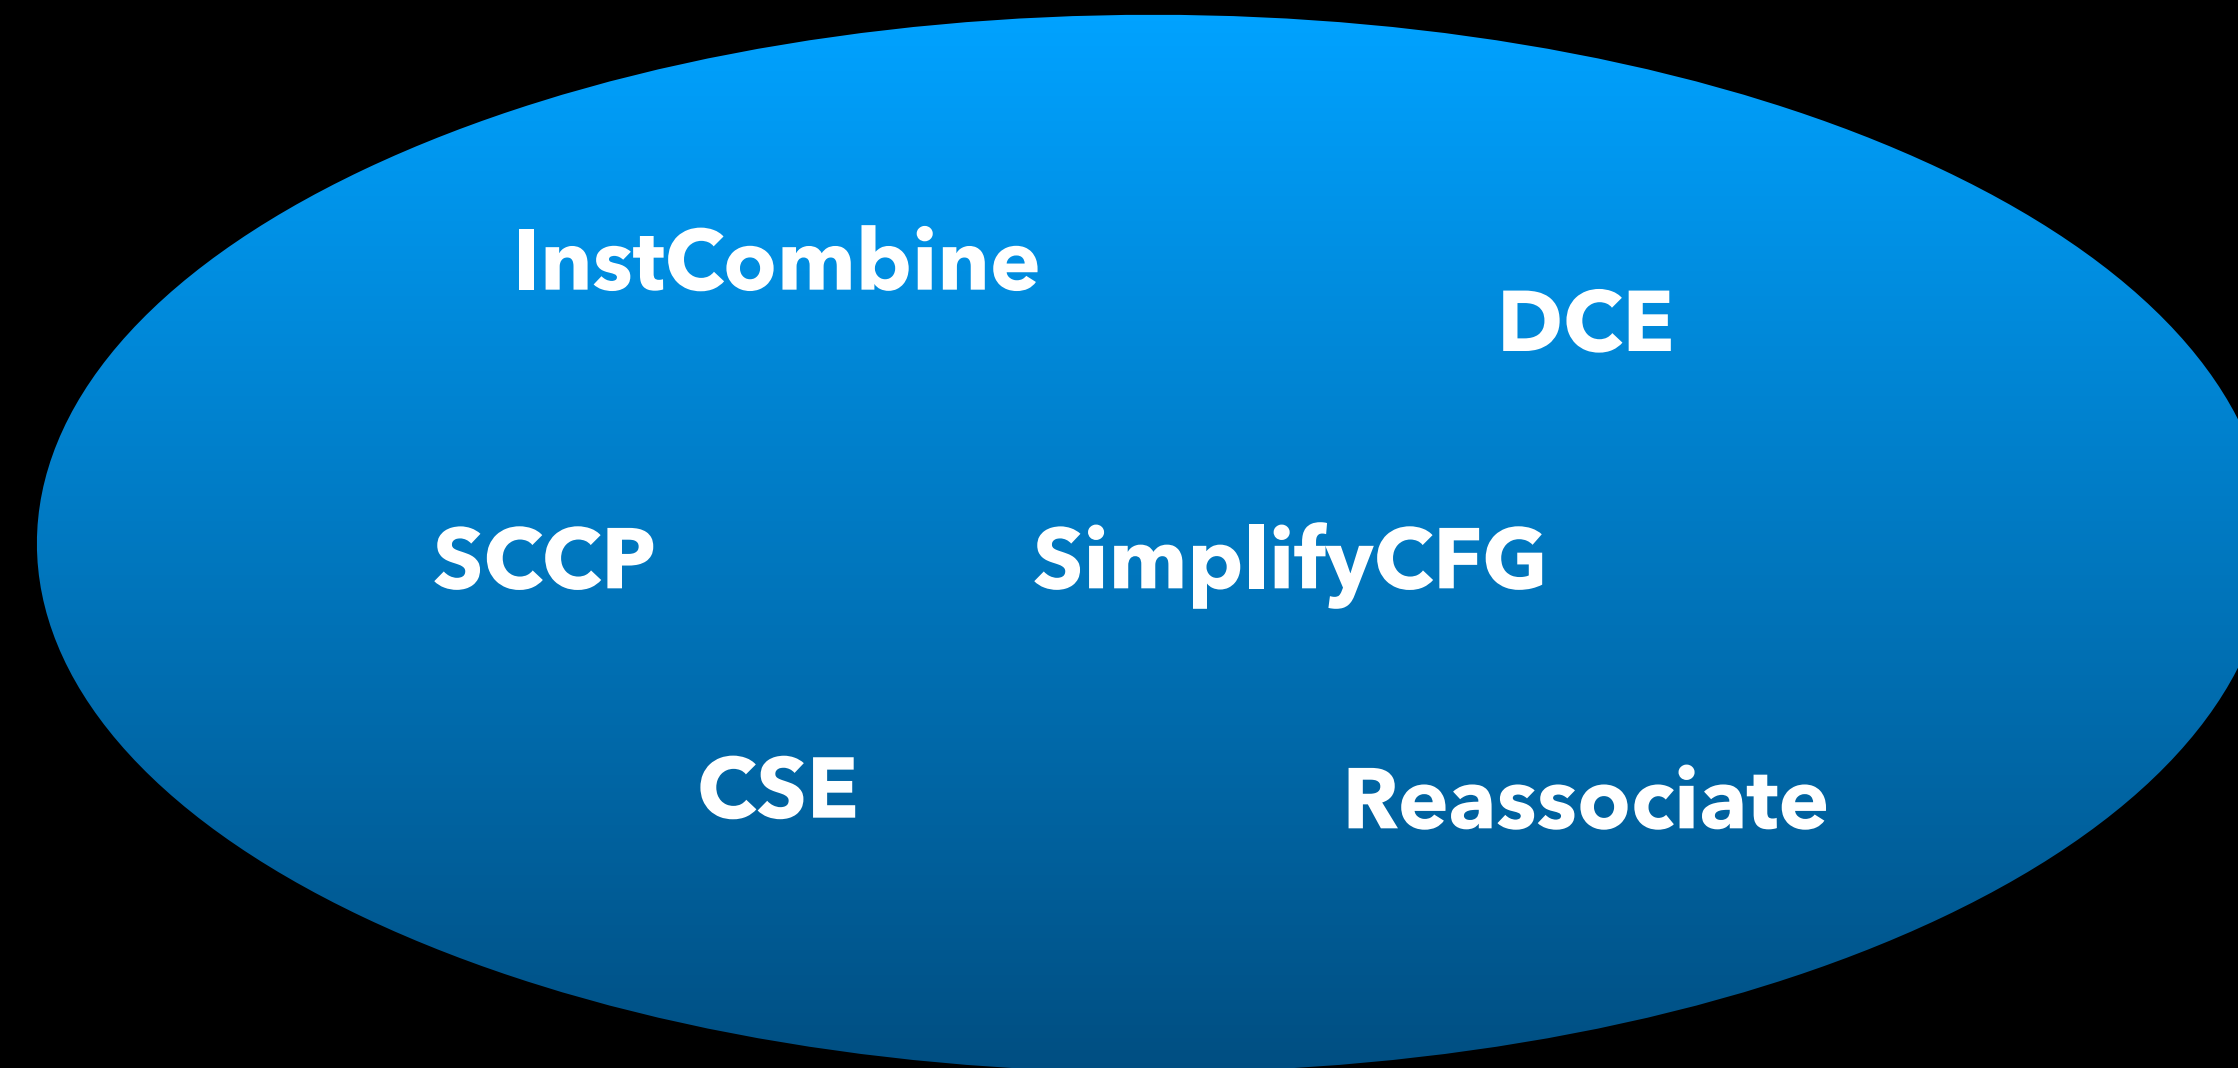 InstCombine
DCE
SCCP
SimplifyCFG
CSE
Reassociate